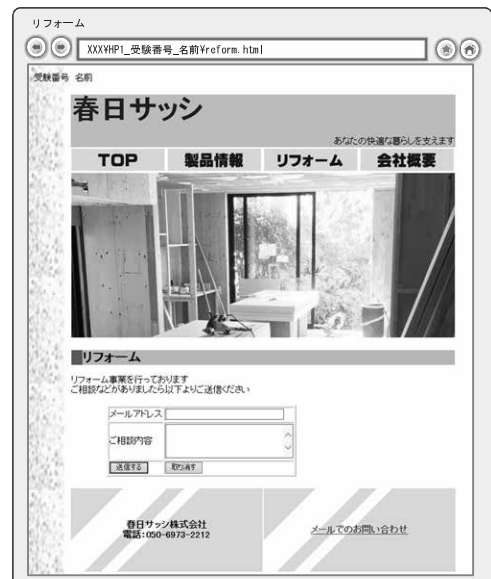 リフォーム
XXX¥HP1_受験番号_名前¥reform.html
受験番号 名前
春日サッシ
あなたの快適な暮らしを支えます
TOP 製品情報 リフォーム 会社概要
リフォーム
リフォーム事業を行っております
ご相談などがありましたら以下よりご送信ください
メールアドレス
ご相談内容
送信する 取り消す
春日サッシ株式会社
電話:050-6973-2212
メールでのお問い合わせ